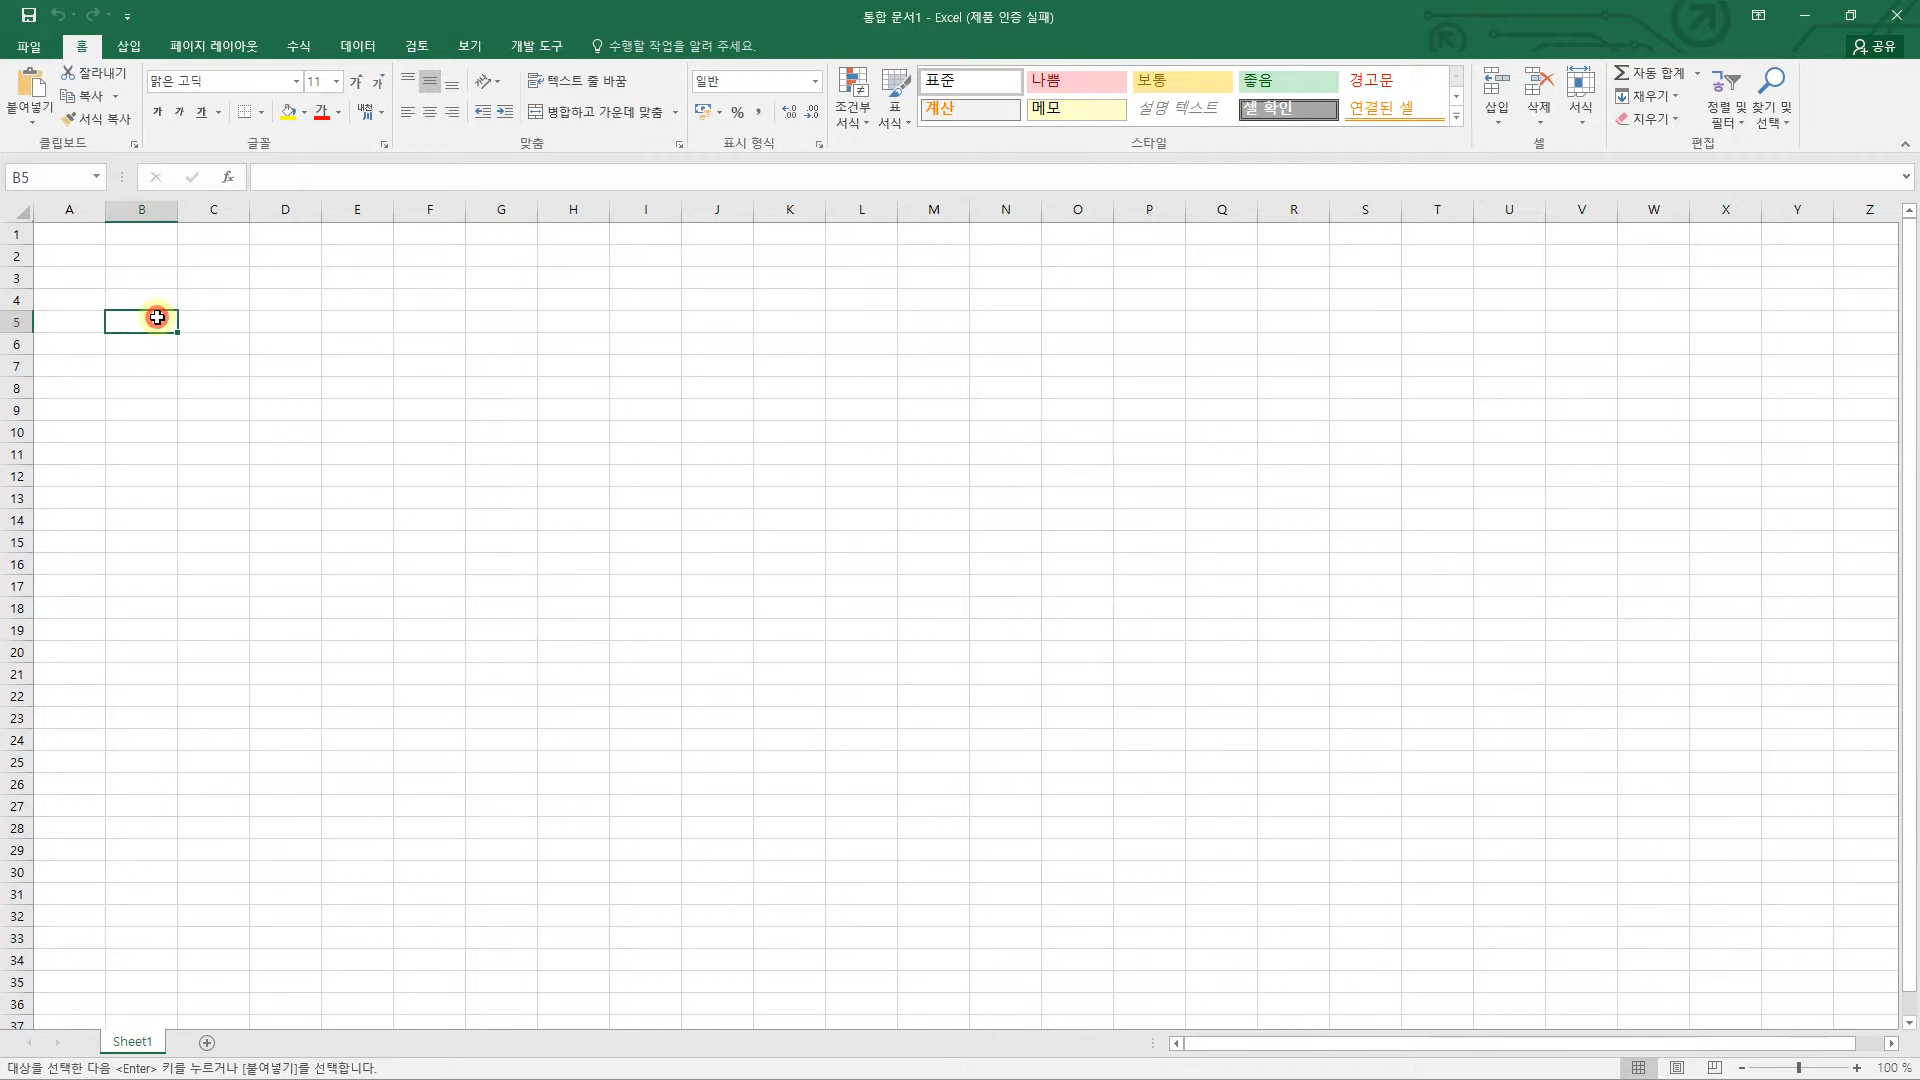 통합 문서1 - Excel (제품 인증 실패)
파일 홈 삽입 페이지 레이아웃 수식 데이터 검토 보기 개발 도구 수행할 작업을 알려 주세요. 공유
붙여넣기
잘라내기
복사
서식 복사
클립보드
맑은 고딕 11 가 가
가 가 가 가 내천
글꼴
텍스트 줄 바꿈
병합하고 가운데 맞춤
맞춤
일반
%
표시 형식
조건부 서식
표 서식
표준 나쁨 보통 좋음 경고문
계산 메모 설명 텍스트 셀 확인 연결된 셀
스타일
삽입 삭제 서식
셀
자동 합계
채우기
지우기
정렬 및 필터
찾기 및 선택
편집
B5 fx
A B C D E F G H I J K L M N O P Q R S T U V W X Y Z
1
2
3
4
5
6
7
8
9
10
11
12
13
14
15
16
17
18
19
20
21
22
23
24
25
26
27
28
29
30
31
32
33
34
35
36
37
Sheet1
대상을 선택한 다음 <Enter> 키를 누르거나 [붙여넣기]를 선택합니다. 100 %